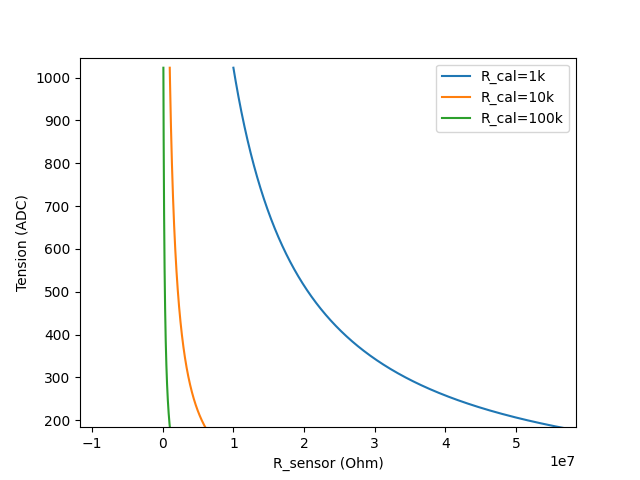 R_cal=1k
R_cal=10k
R_cal=100k
Tension (ADC)
1000
900
800
700
600
500
400
300
200
−1
0
1
2
3
4
5
1e7
R_sensor (Ohm)